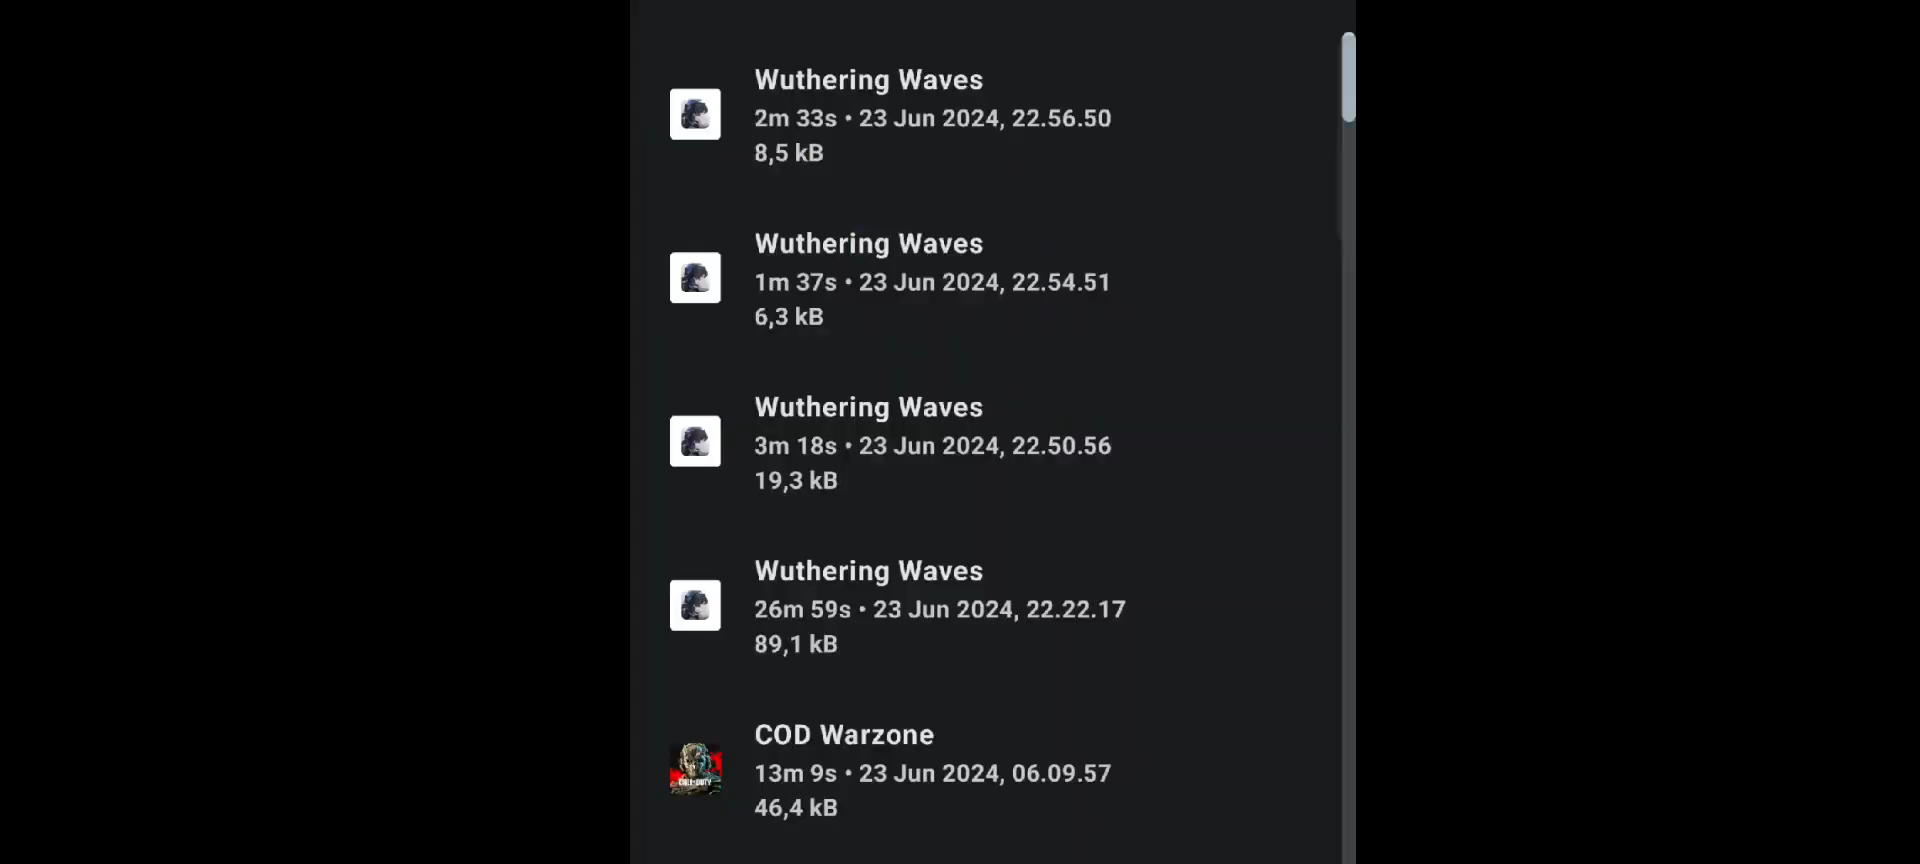 Wuthering Waves
2m 33s • 23 Jun 2024, 22.56.50
8,5 kB
Wuthering Waves
1m 37s • 23 Jun 2024, 22.54.51
6,3 kB
Wuthering Waves
3m 18s • 23 Jun 2024, 22.50.56
19,3 kB
Wuthering Waves
26m 59s • 23 Jun 2024, 22.22.17
89,1 kB
COD Warzone
13m 9s • 23 Jun 2024, 06.09.57
46,4 kB
CALL OF DUTY